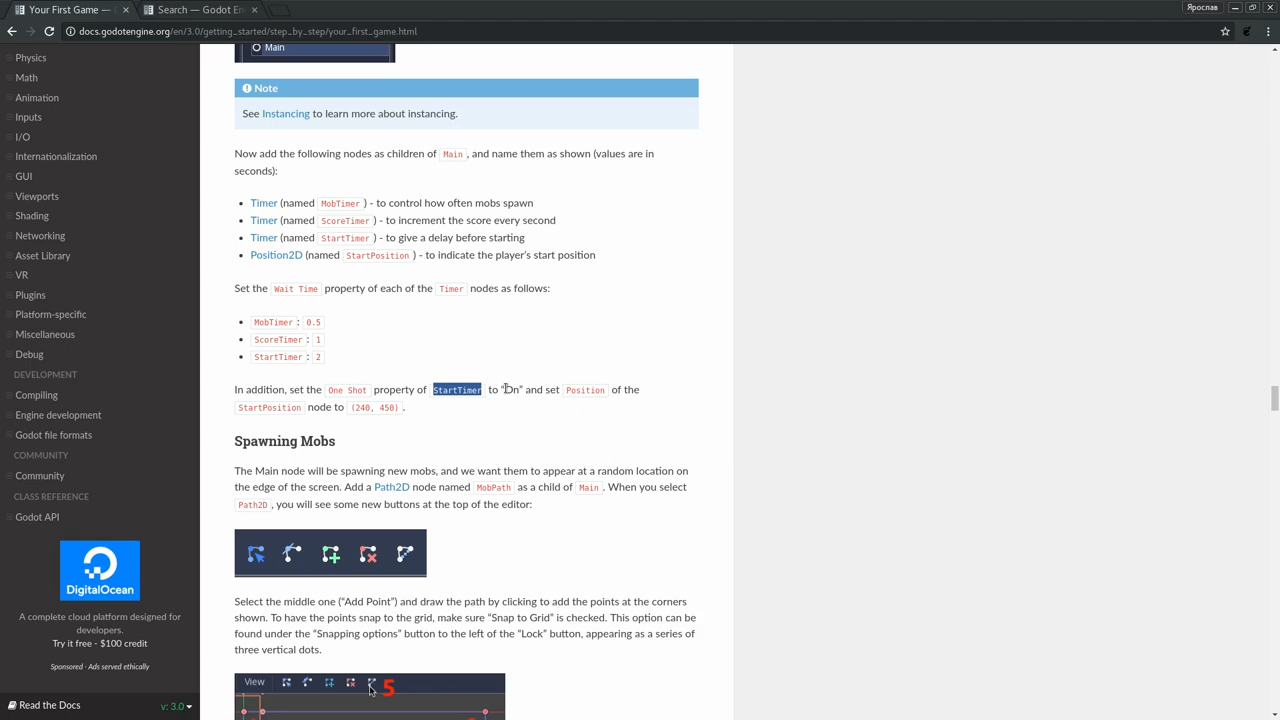 Your First Game — ×
Search — Godot En ×
Ярослав
docs.godotengine.org/en/3.0/getting_started/step_by_step/your_first_game.html
Physics
Math
Animation
Inputs
I/O
Internationalization
GUI
Viewports
Shading
Networking
Asset Library
VR
Plugins
Platform-specific
Miscellaneous
Debug
DEVELOPMENT
Compiling
Engine development
Godot file formats
COMMUNITY
Community
CLASS REFERENCE
Godot API
DigitalOcean
A complete cloud platform designed for
developers.
Try it free - $100 credit
Sponsored · Ads served ethically
Read the Docs
v: 3.0
Main
Note
See Instancing to learn more about instancing.
Now add the following nodes as children of Main, and name them as shown (values are in
seconds):
• Timer (named MobTimer ) - to control how often mobs spawn
• Timer (named ScoreTimer ) - to increment the score every second
• Timer (named StartTimer ) - to give a delay before starting
• Position2D (named StartPosition ) - to indicate the player’s start position
Set the Wait Time property of each of the Timer nodes as follows:
• MobTimer : 0.5
• ScoreTimer : 1
• StartTimer : 2
In addition, set the One Shot property of StartTimer to “On” and set Position of the
StartPosition node to (240, 450) .
Spawning Mobs
The Main node will be spawning new mobs, and we want them to appear at a random location on
the edge of the screen. Add a Path2D node named MobPath as a child of Main . When you select
Path2D , you will see some new buttons at the top of the editor:
Select the middle one (“Add Point”) and draw the path by clicking to add the points at the corners
shown. To have the points snap to the grid, make sure “Snap to Grid” is checked. This option can be
found under the “Snapping options” button to the left of the “Lock” button, appearing as a series of
three vertical dots.
View
5